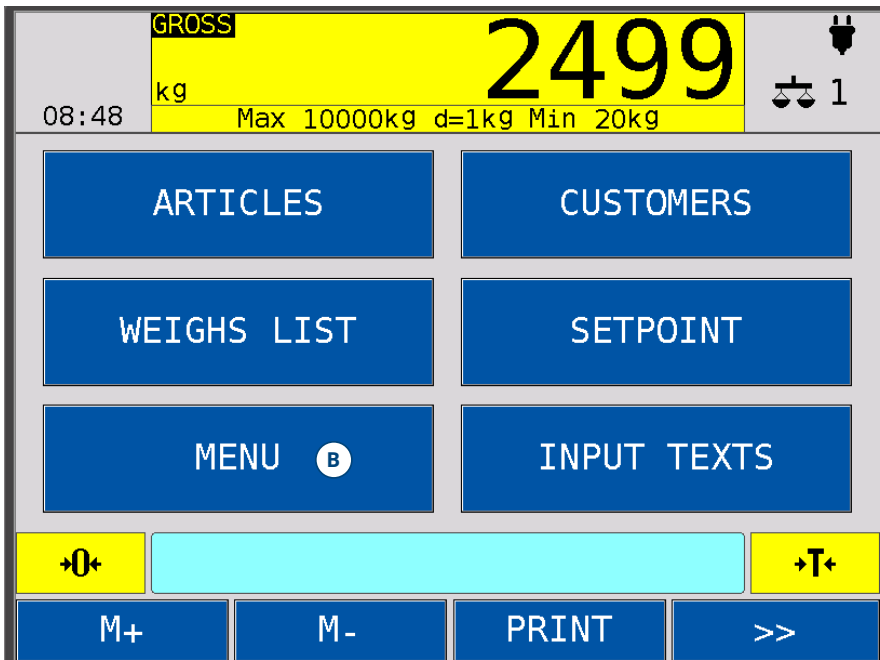 GROSS
2499
kg
1
08:48
Max 10000kg d=1kg Min 20kg
ARTICLES
CUSTOMERS
WEIGHS LIST
SETPOINT
MENU B
INPUT TEXTS
→0←
→T←
M+
M-
PRINT
>>